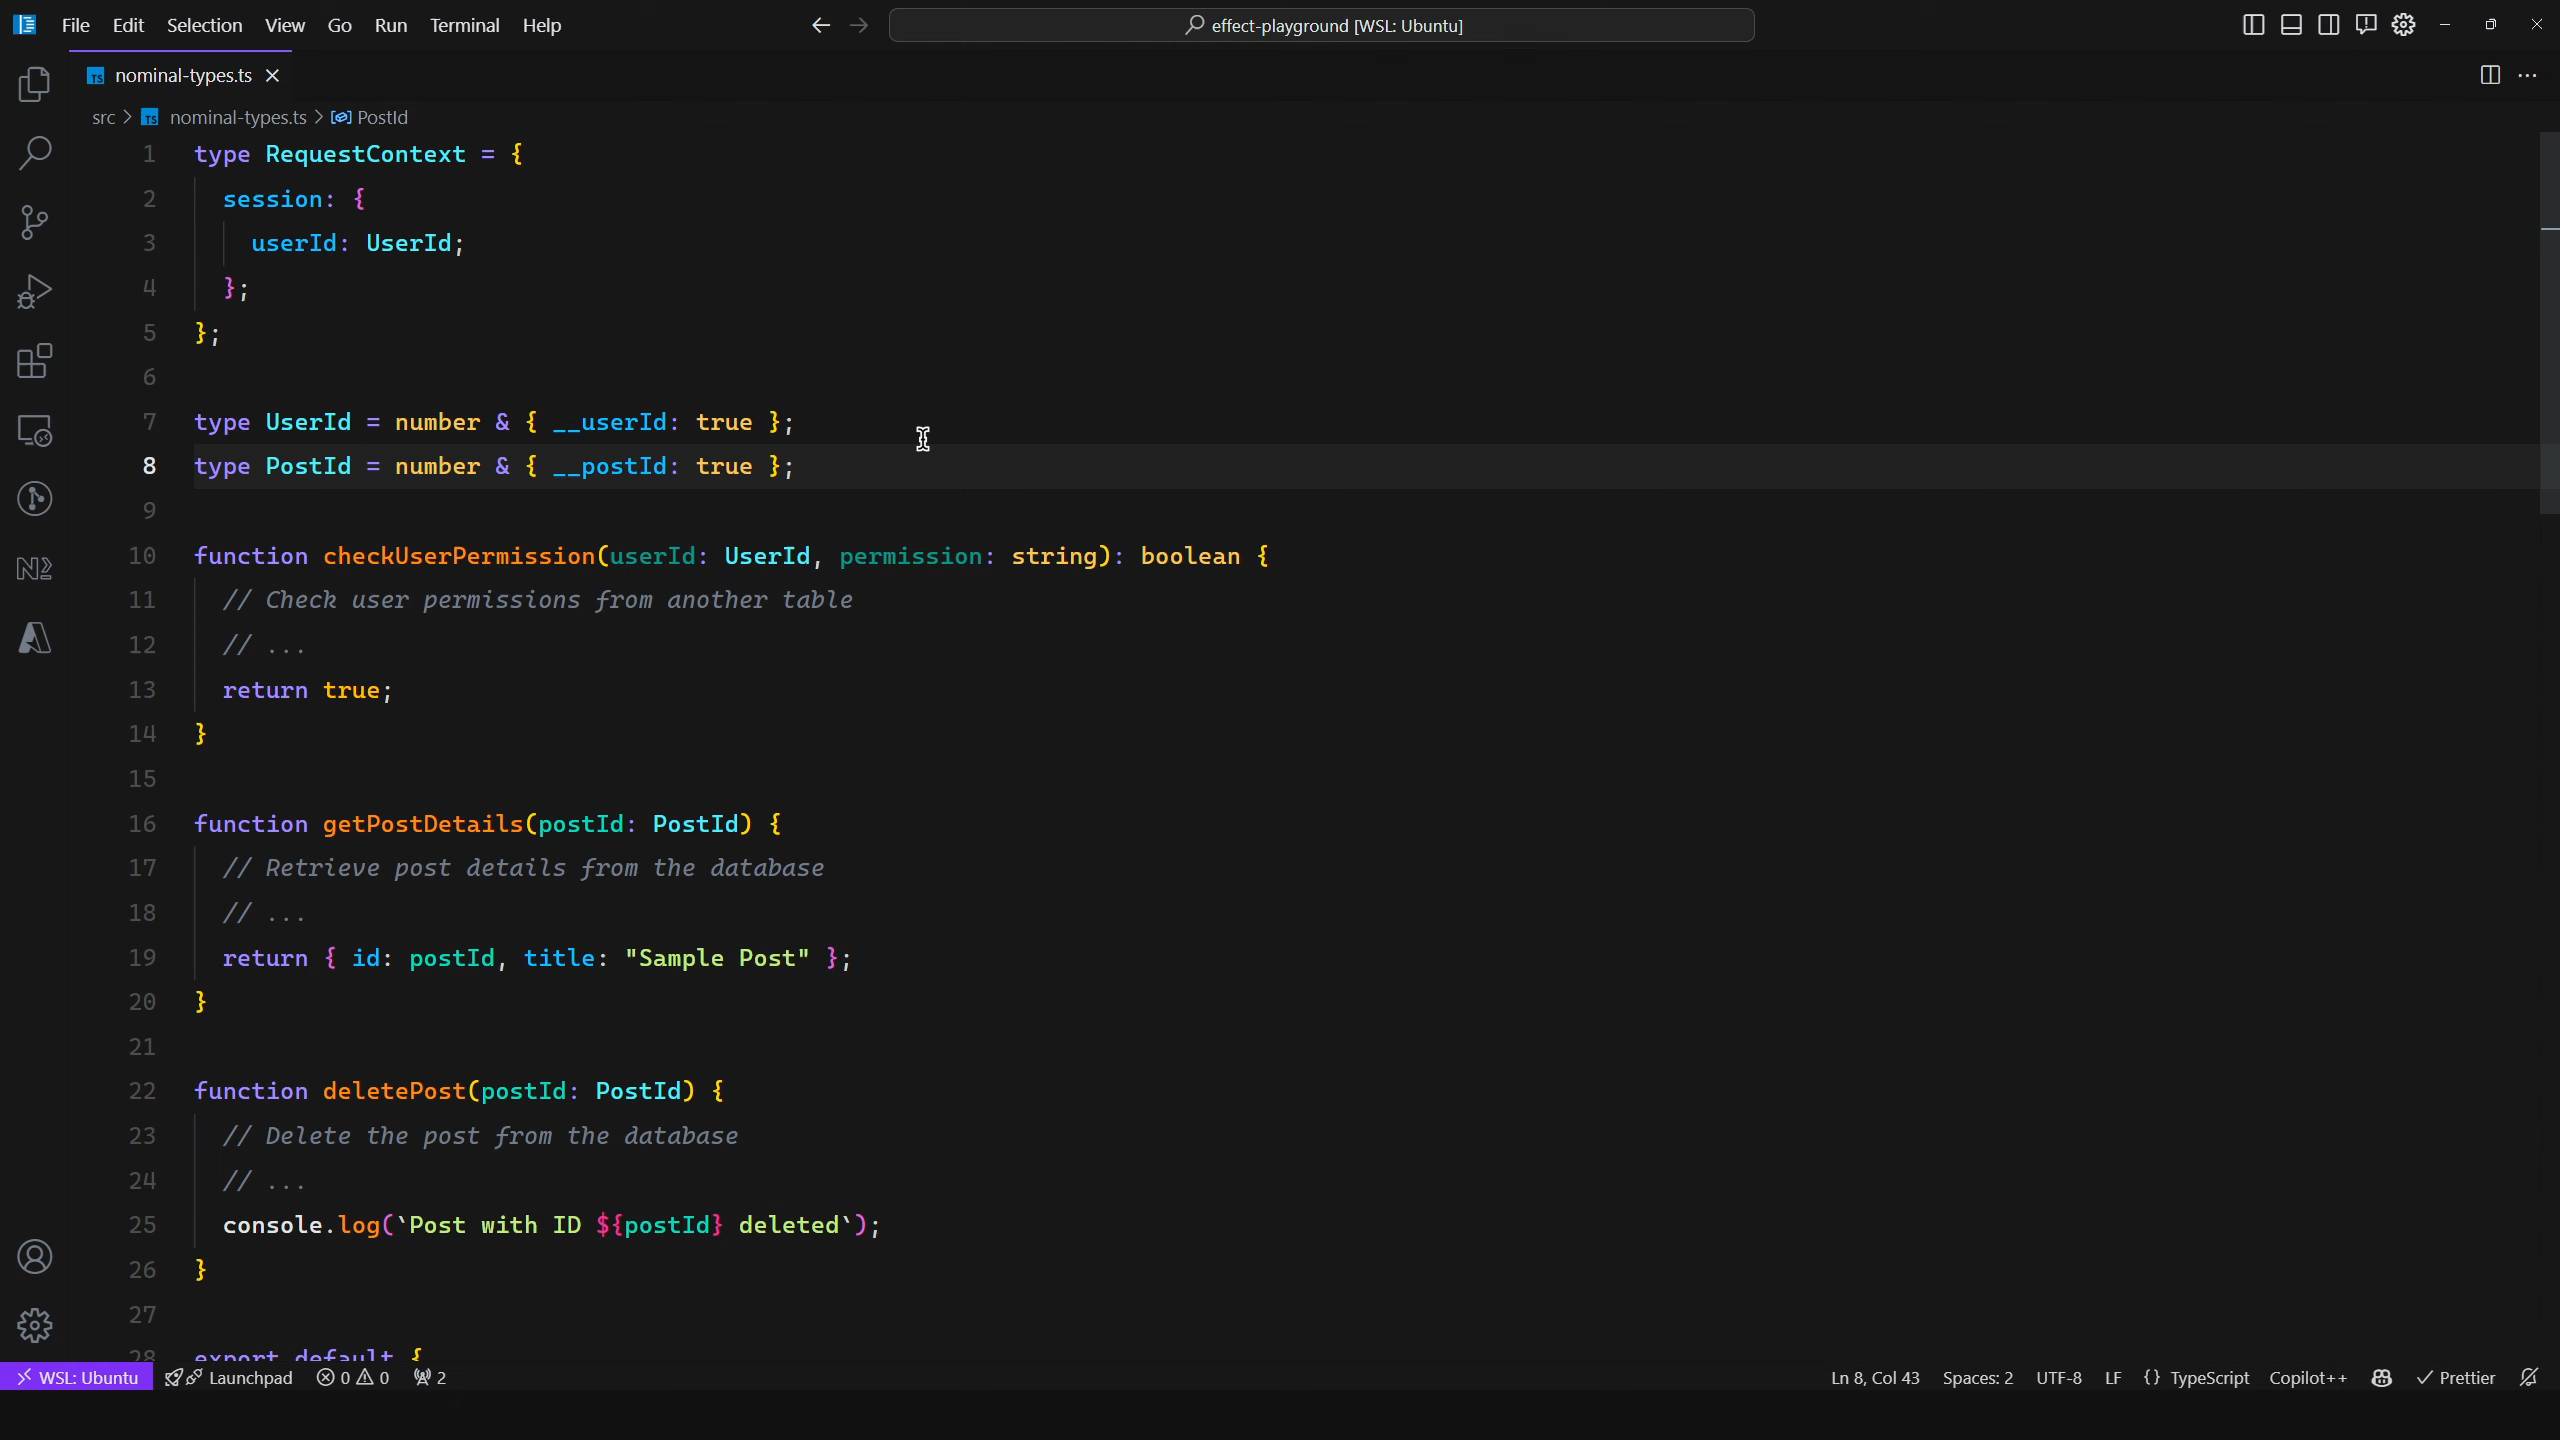 File Edit Selection View Go Run Terminal Help
effect-playground [WSL: Ubuntu]
TS nominal-types.ts
src > TS nominal-types.ts > PostId
1 type RequestContext = {
2 session: {
3 userId: UserId;
4 };
5 };
6
7 type UserId = number & { __userId: true };
8 type PostId = number & { __postId: true };
9
10 function checkUserPermission(userId: UserId, permission: string): boolean {
11 // Check user permissions from another table
12 // ...
13 return true;
14 }
15
16 function getPostDetails(postId: PostId) {
17 // Retrieve post details from the database
18 // ...
19 return { id: postId, title: "Sample Post" };
20 }
21
22 function deletePost(postId: PostId) {
23 // Delete the post from the database
24 // ...
25 console.log(`Post with ID ${postId} deleted`);
26 }
27
28 export default {
WSL: Ubuntu Launchpad 0 0 2 Ln 8, Col 43 Spaces: 2 UTF-8 LF {} TypeScript Copilot++ Prettier